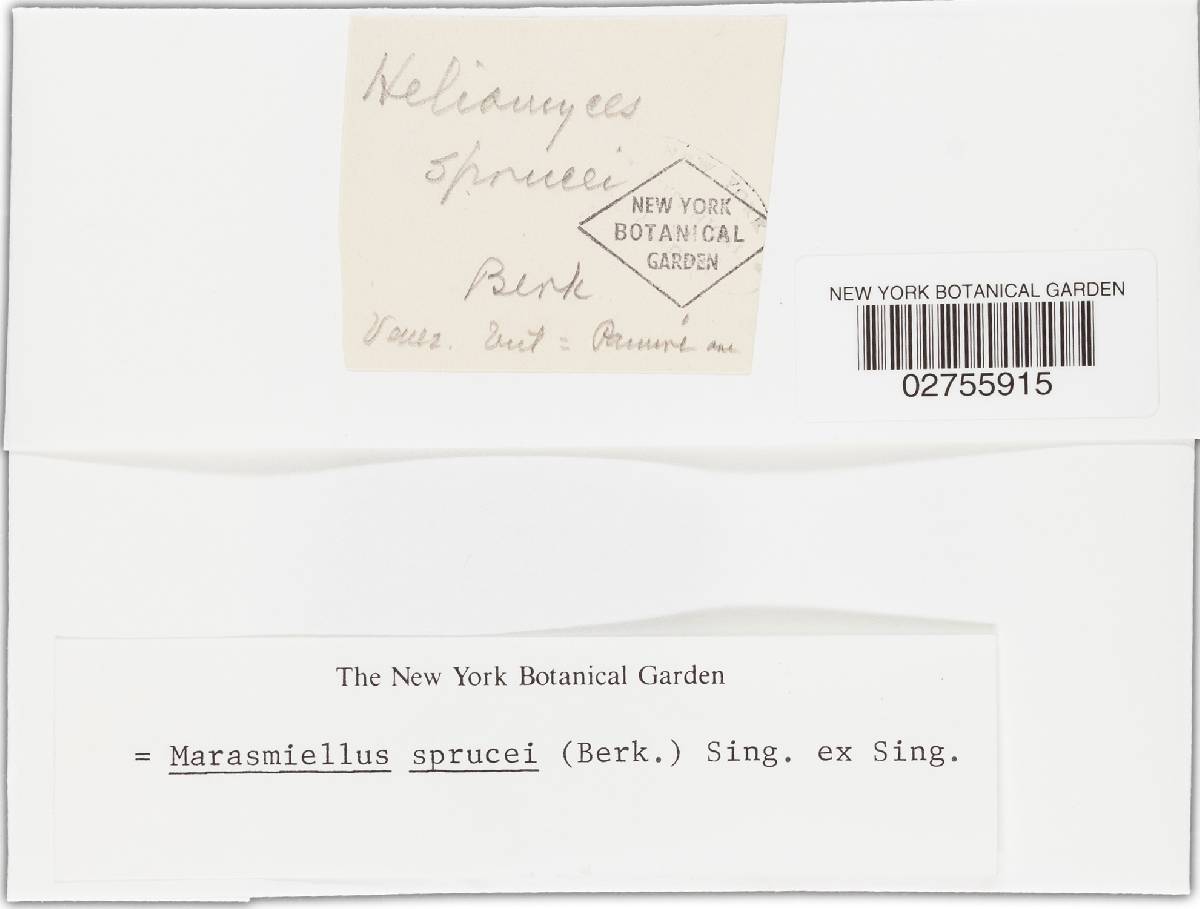 Heliomyces
sprucei
NEW YORK
BOTANICAL
GARDEN
Berk
NEW YORK BOTANICAL GARDEN
02755915
The New York Botanical Garden
= Marasmiellus sprucei (Berk.) Sing. ex Sing.